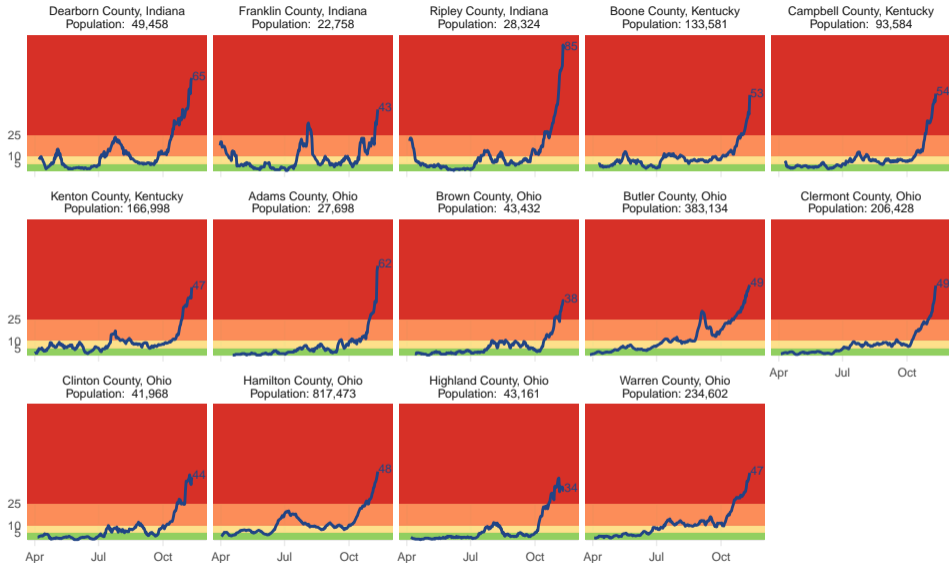 Dearborn County, Indiana
Population: 49,458
Franklin County, Indiana
Population: 22,758
Ripley County, Indiana
Population: 28,324
Boone County, Kentucky
Population: 133,581
Campbell County, Kentucky
Population: 93,584
25
10
5
65
43
85
53
54
Kenton County, Kentucky
Population: 166,998
Adams County, Ohio
Population: 27,698
Brown County, Ohio
Population: 43,432
Butler County, Ohio
Population: 383,134
Clermont County, Ohio
Population: 206,428
25
10
5
47
62
38
49
49
Apr
Jul
Oct
Clinton County, Ohio
Population: 41,968
Hamilton County, Ohio
Population: 817,473
Highland County, Ohio
Population: 43,161
Warren County, Ohio
Population: 234,602
25
10
5
44
48
34
47
Apr
Jul
Oct
Apr
Jul
Oct
Apr
Jul
Oct
Apr
Jul
Oct